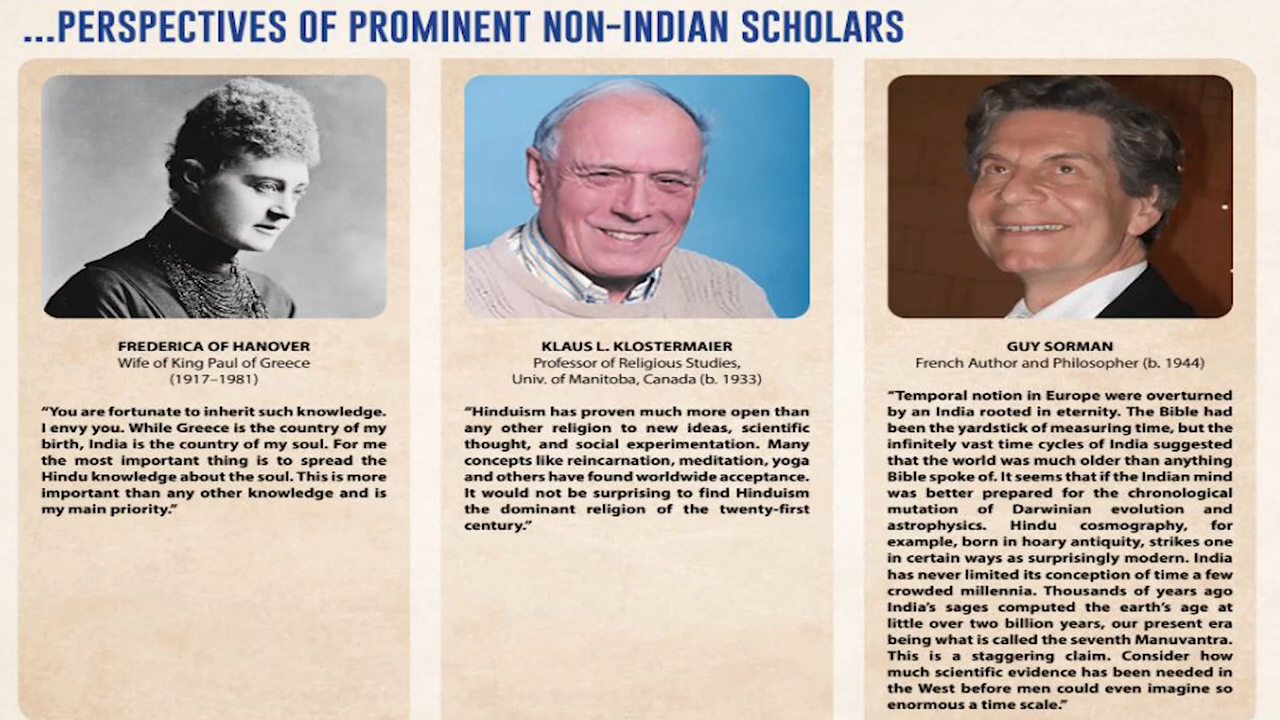 ...PERSPECTIVES OF PROMINENT NON-INDIAN SCHOLARS
FREDERICA OF HANOVER
Wife of King Paul of Greece
(1917–1981)
“You are fortunate to inherit such knowledge.
I envy you. While Greece is the country of my
birth, India is the country of my soul. For me
the most important thing is to spread the
Hindu knowledge about the soul. This is more
important than any other knowledge and is
my main priority.”
KLAUS L. KLOSTERMAIER
Professor of Religious Studies,
Univ. of Manitoba, Canada (b. 1933)
“Hinduism has proven much more open than
any other religion to new ideas, scientific
thought, and social experimentation. Many
concepts like reincarnation, meditation, yoga
and others have found worldwide acceptance.
It would not be surprising to find Hinduism
the dominant religion of the twenty-first
century.”
GUY SORMAN
French Author and Philosopher (b. 1944)
“Temporal notion in Europe were overturned
by an India rooted in eternity. The Bible had
been the yardstick of measuring time, but the
infinitely vast time cycles of India suggested
that the world was much older than anything
Bible spoke of. It seems that if the Indian mind
was better prepared for the chronological
mutation of Darwinian evolution and
astrophysics. Hindu cosmography, for
example, born in hoary antiquity, strikes one
in certain ways as surprisingly modern. India
has never limited its conception of time a few
crowded millennia. Thousands of years ago
India’s sages computed the earth’s age at
little over two billion years, our present era
being what is called the seventh Manuvantra.
This is a staggering claim. Consider how
much scientific evidence has been needed in
the West before men could even imagine so
enormous a time scale.”